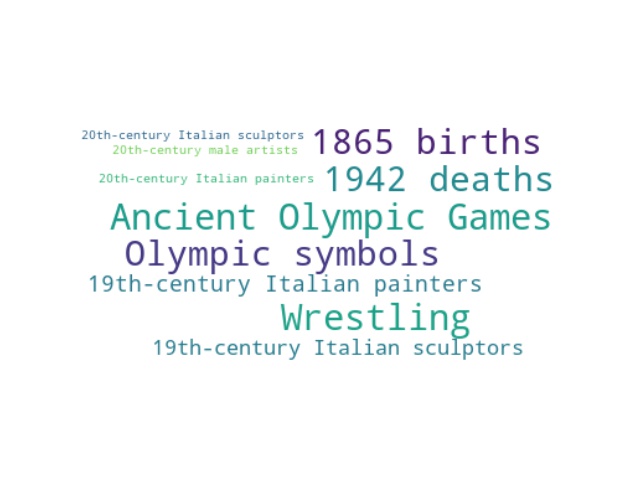 20th-century Italian sculptors
1865 births
20th-century male artists
20th-century Italian painters
1942 deaths
Ancient Olympic Games
Olympic symbols
19th-century Italian painters
Wrestling
19th-century Italian sculptors